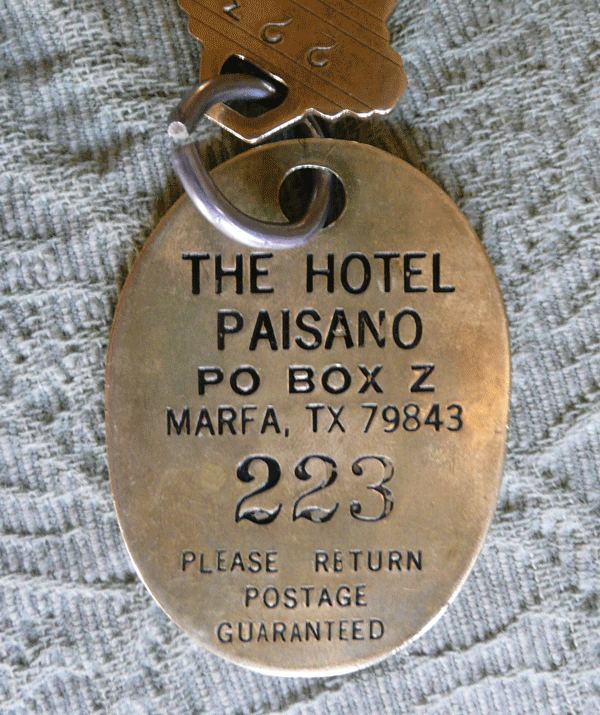 THE HOTEL
PAISANO
PO BOX Z
MARFA, TX 79843
223
PLEASE RETURN
POSTAGE
GUARANTEED